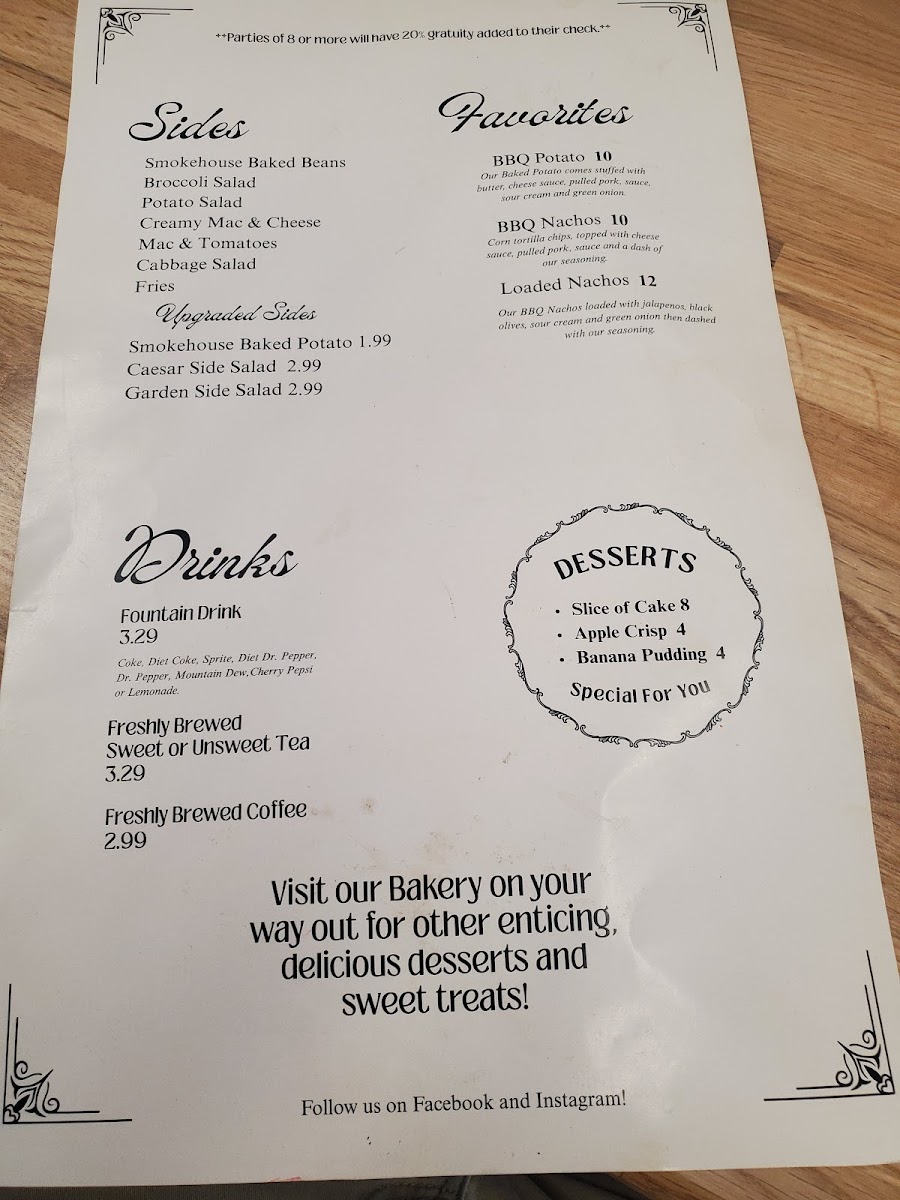 **Parties of 8 or more will have 20% gratuity added to their check.**
Sides
Smokehouse Baked Beans
Broccoli Salad
Potato Salad
Creamy Mac & Cheese
Mac & Tomatoes
Cabbage Salad
Fries
Upgraded Sides
Smokehouse Baked Potato 1.99
Caesar Side Salad 2.99
Garden Side Salad 2.99
Favorites
BBQ Potato 10
Our Baked Potato comes stuffed with
butter, cheese sauce, pulled pork, sauce,
sour cream and green onion.
BBQ Nachos 10
Corn tortilla chips, topped with cheese
sauce, pulled pork, sauce and a dash of
our seasoning.
Loaded Nachos 12
Our BBQ Nachos loaded with jalapenos, black
olives, sour cream and green onion then dashed
with our seasoning.
Drinks
Fountain Drink
3.29
Coke, Diet Coke, Sprite, Diet Dr. Pepper,
Dr. Pepper, Mountain Dew,Cherry Pepsi
or Lemonade.
Freshly Brewed
Sweet or Unsweet Tea
3.29
Freshly Brewed Coffee
2.99
DESSERTS
• Slice of Cake 8
• Apple Crisp 4
• Banana Pudding 4
Special For You
Visit our Bakery on your
way out for other enticing,
delicious desserts and
sweet treats!
Follow us on Facebook and Instagram!